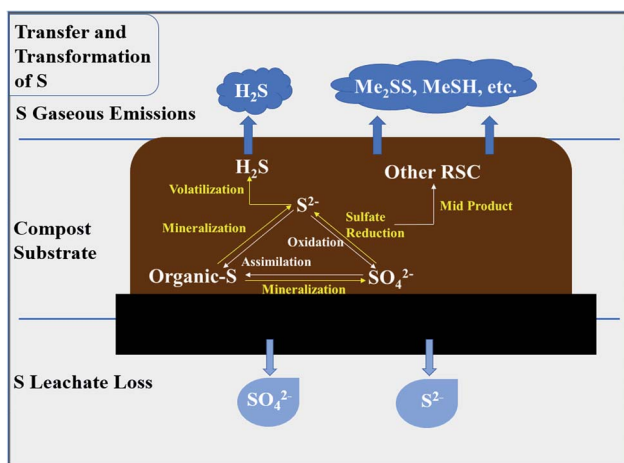 Transfer and
Transformation
of S
H₂S
Me₂SS, MeSH, etc.
S Gaseous Emissions
H₂S
Other RSC
Volatilization
S²⁻
Mid Product
Mineralization
Sulfate
Reduction
Oxidation
Compost
Substrate
Assimilation
Organic-S
SO₄²⁻
Mineralization
S Leachate Loss
SO₄²⁻
S²⁻